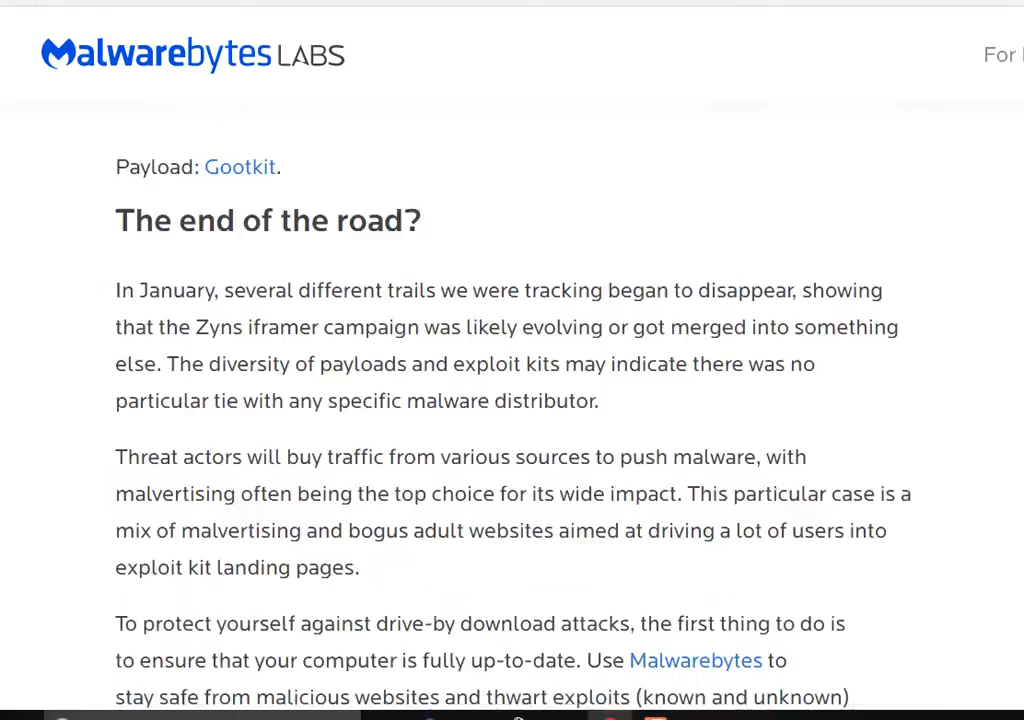 Malwarebytes LABS
For
Payload: Gootkit.
The end of the road?
In January, several different trails we were tracking began to disappear, showing
that the Zyns iframer campaign was likely evolving or got merged into something
else. The diversity of payloads and exploit kits may indicate there was no
particular tie with any specific malware distributor.
Threat actors will buy traffic from various sources to push malware, with
malvertising often being the top choice for its wide impact. This particular case is a
mix of malvertising and bogus adult websites aimed at driving a lot of users into
exploit kit landing pages.
To protect yourself against drive-by download attacks, the first thing to do is
to ensure that your computer is fully up-to-date. Use Malwarebytes to
stay safe from malicious websites and thwart exploits (known and unknown)